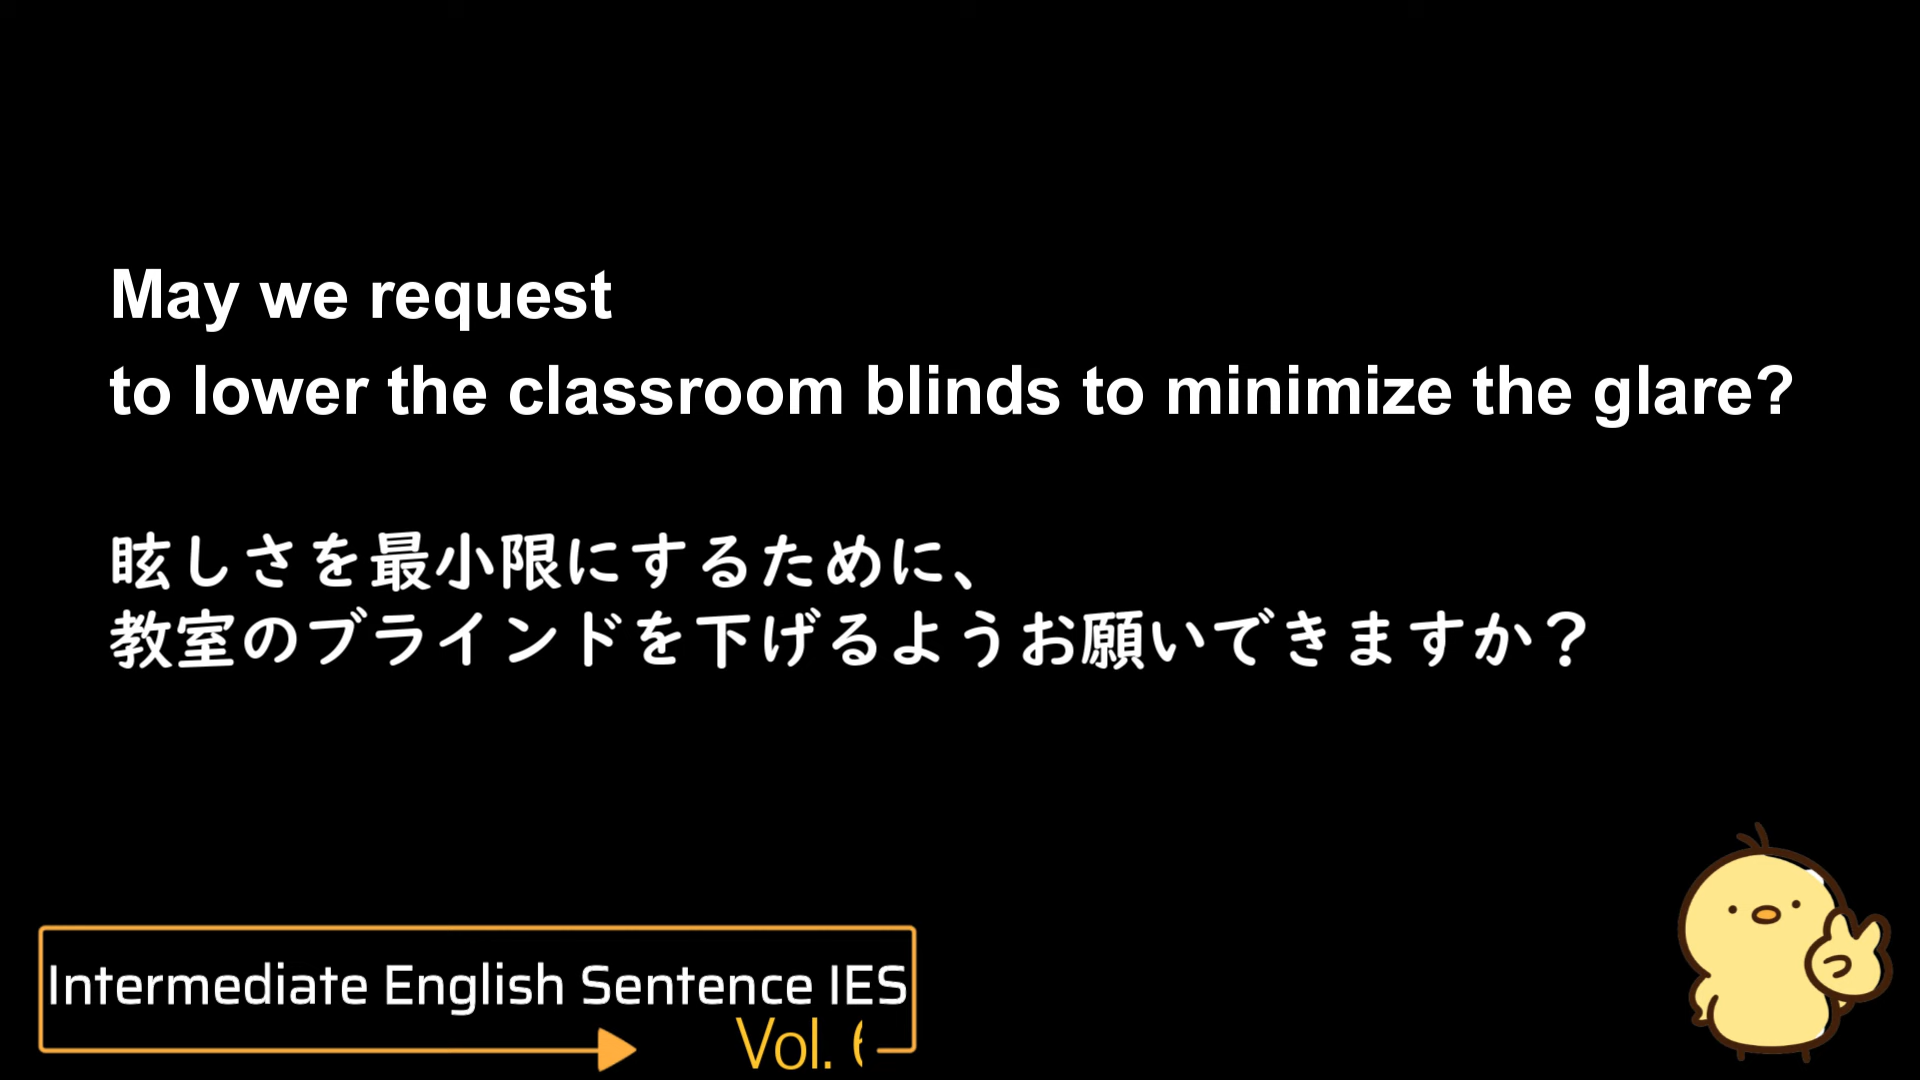 May we request
to lower the classroom blinds to minimize the glare?
眩しさを最小限にするために、
教室のブラインドを下げるようお願いできますか？
Intermediate English Sentence IES
Vol.